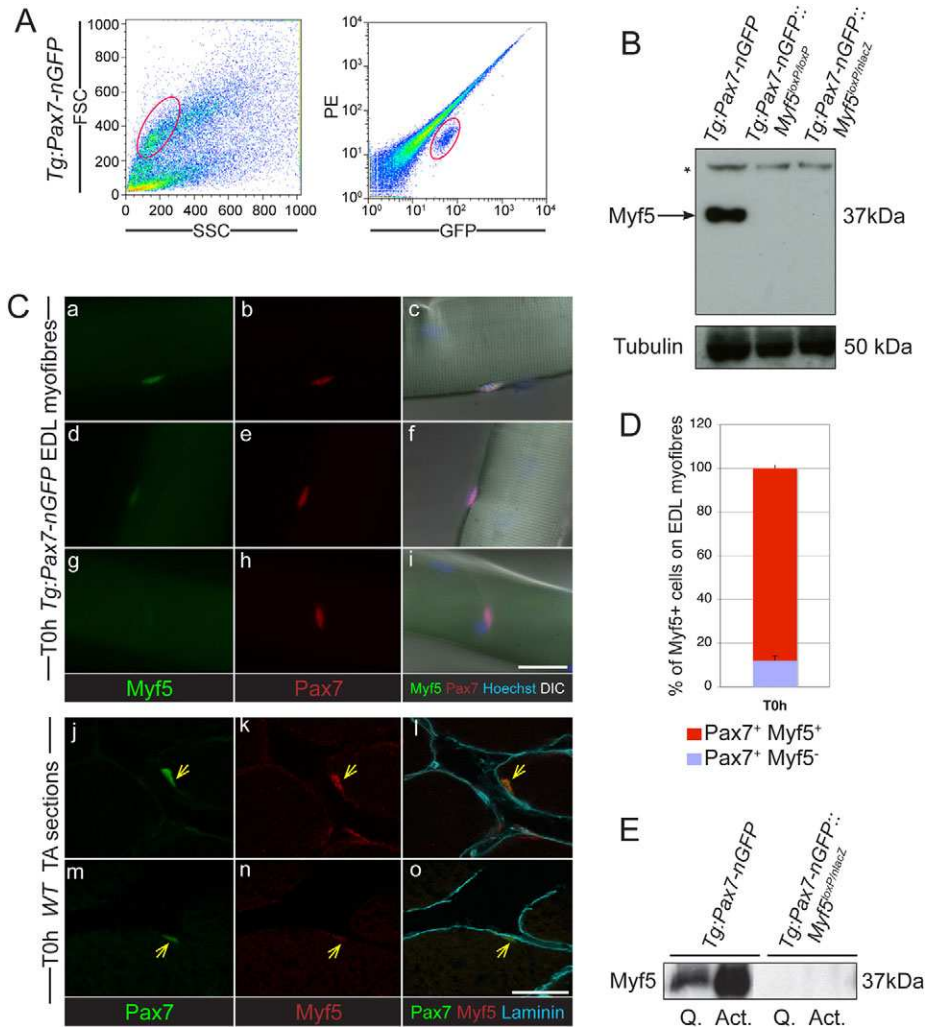 A
Tg:Pax7-nGFP
FSC
1000
800
600
400
200
0
0 200 400 600 800 1000
SSC
PE
10⁴
10³
10²
10¹
10⁰
10⁰ 10¹ 10² 10³ 10⁴
GFP
B
Tg:Pax7-nGFP
Tg:Pax7-nGFP::
Myf5loxP/loxP
Tg:Pax7-nGFP::
Myf5loxP/nlacZ
*
Myf5
37kDa
Tubulin
50 kDa
C
T0h Tg:Pax7-nGFP EDL myofibres
a
b
c
d
e
f
g
h
i
Myf5
Pax7
Myf5 Pax7 Hoechst DIC
T0h WT TA sections
j
k
l
m
n
o
Pax7
Myf5
Pax7 Myf5 Laminin
D
% of Myf5+ cells on EDL myofibres
120
100
80
60
40
20
0
T0h
Pax7⁺ Myf5⁺
Pax7⁺ Myf5⁻
E
Tg:Pax7-nGFP
Tg:Pax7-nGFP::
Myf5loxP/nlacZ
Myf5
37kDa
Q. Act. Q. Act.